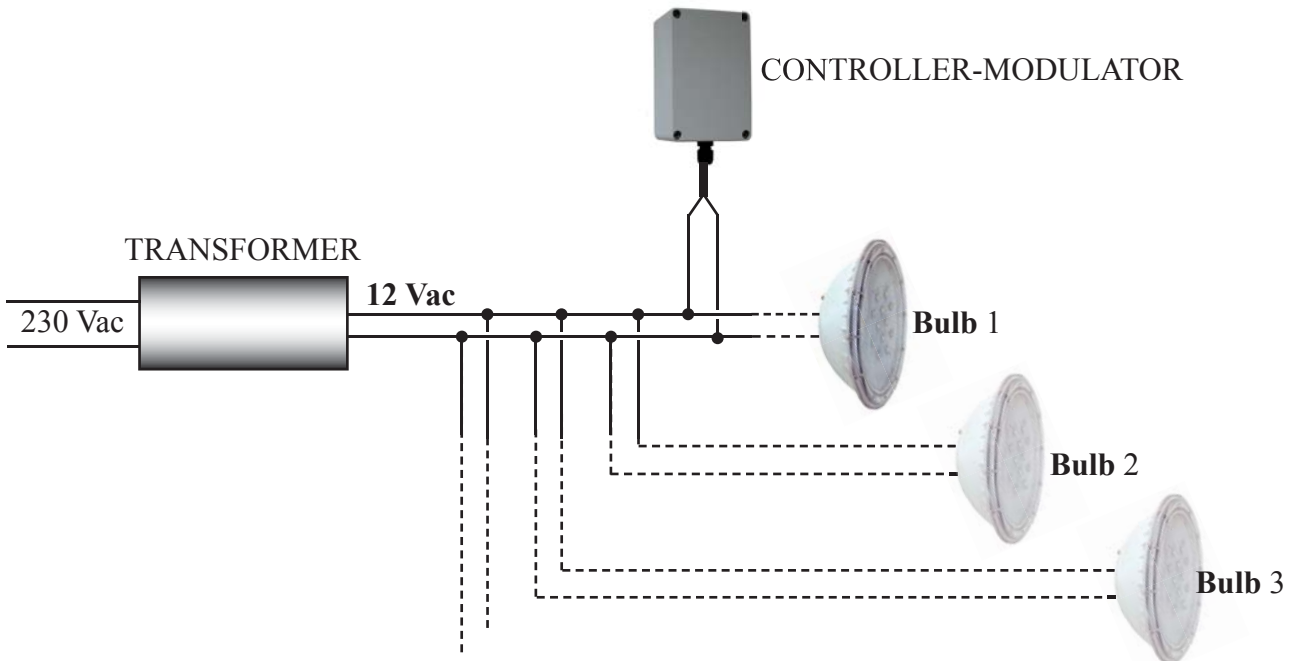 CONTROLLER-MODULATOR
TRANSFORMER
12 Vac
230 Vac
Bulb 1
Bulb 2
Bulb 3